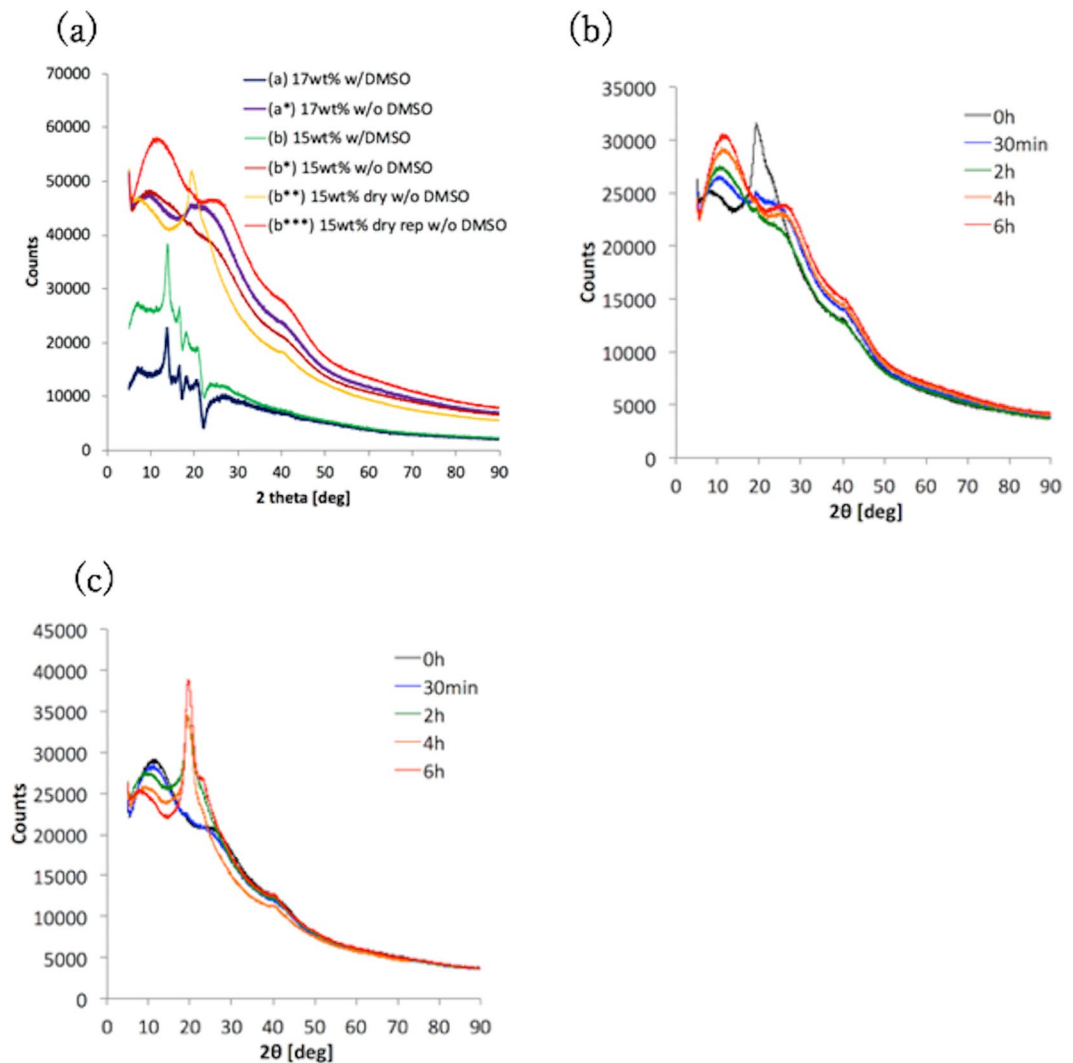 (a)
70000
60000
50000
40000
30000
20000
10000
0
Counts
0 10 20 30 40 50 60 70 80 90
2 theta [deg]
(a) 17wt% w/DMSO
(a*) 17wt% w/o DMSO
(b) 15wt% w/DMSO
(b*) 15wt% w/o DMSO
(b**) 15wt% dry w/o DMSO
(b***) 15wt% dry rep w/o DMSO
(b)
35000
30000
25000
20000
15000
10000
5000
0
Counts
0 10 20 30 40 50 60 70 80 90
2θ [deg]
0h
30min
2h
4h
6h
(c)
45000
40000
35000
30000
25000
20000
15000
10000
5000
0
Counts
0 10 20 30 40 50 60 70 80 90
2θ [deg]
0h
30min
2h
4h
6h